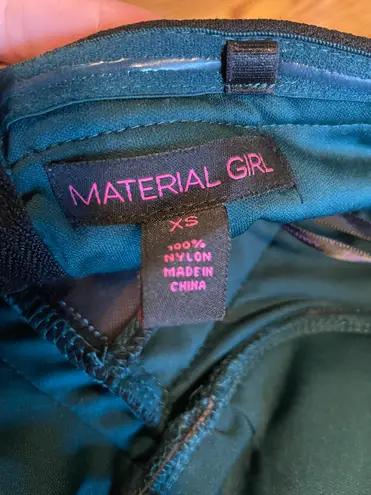 MATERIAL GIRL
XS
100%
NYLON
MADE IN
CHINA